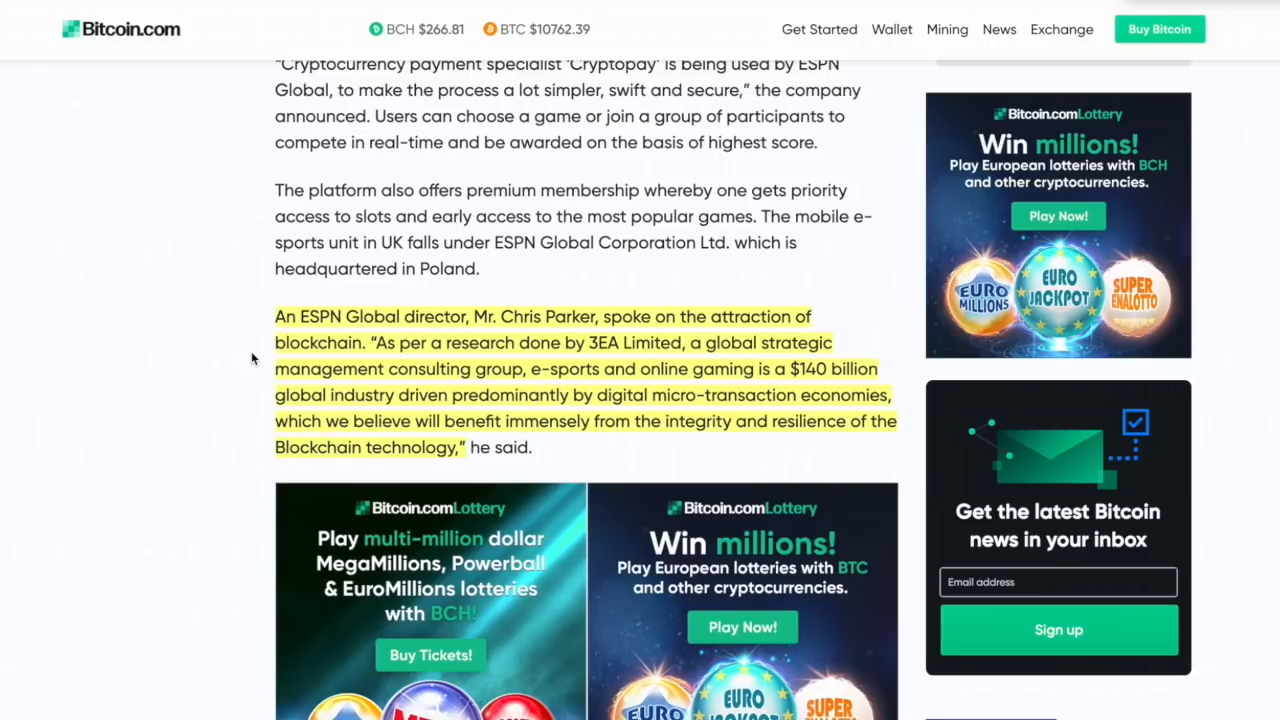 Bitcoin.com
BCH $266.81
BTC $10762.39
Get Started
Wallet
Mining
News
Exchange
Buy Bitcoin
“Cryptocurrency payment specialist ‘Cryptopay’ is being used by ESPN
Global, to make the process a lot simpler, swift and secure,” the company
announced. Users can choose a game or join a group of participants to
compete in real-time and be awarded on the basis of highest score.
The platform also offers premium membership whereby one gets priority
access to slots and early access to the most popular games. The mobile e-
sports unit in UK falls under ESPN Global Corporation Ltd. which is
headquartered in Poland.
An ESPN Global director, Mr. Chris Parker, spoke on the attraction of
blockchain. “As per a research done by 3EA Limited, a global strategic
management consulting group, e-sports and online gaming is a $140 billion
global industry driven predominantly by digital micro-transaction economies,
which we believe will benefit immensely from the integrity and resilience of the
Blockchain technology,” he said.
Bitcoin.comLottery
Play multi-million dollar
MegaMillions, Powerball
& EuroMillions lotteries
with BCH!
Buy Tickets!
Bitcoin.comLottery
Win millions!
Play European lotteries with BTC
and other cryptocurrencies.
Play Now!
EURO
JACKPOT
SUPER
Bitcoin.comLottery
Win millions!
Play European lotteries with BCH
and other cryptocurrencies.
Play Now!
EURO
MILLIONS
EURO
JACKPOT
SUPER
ENALOTTO
Get the latest Bitcoin
news in your inbox
Email address
Sign up